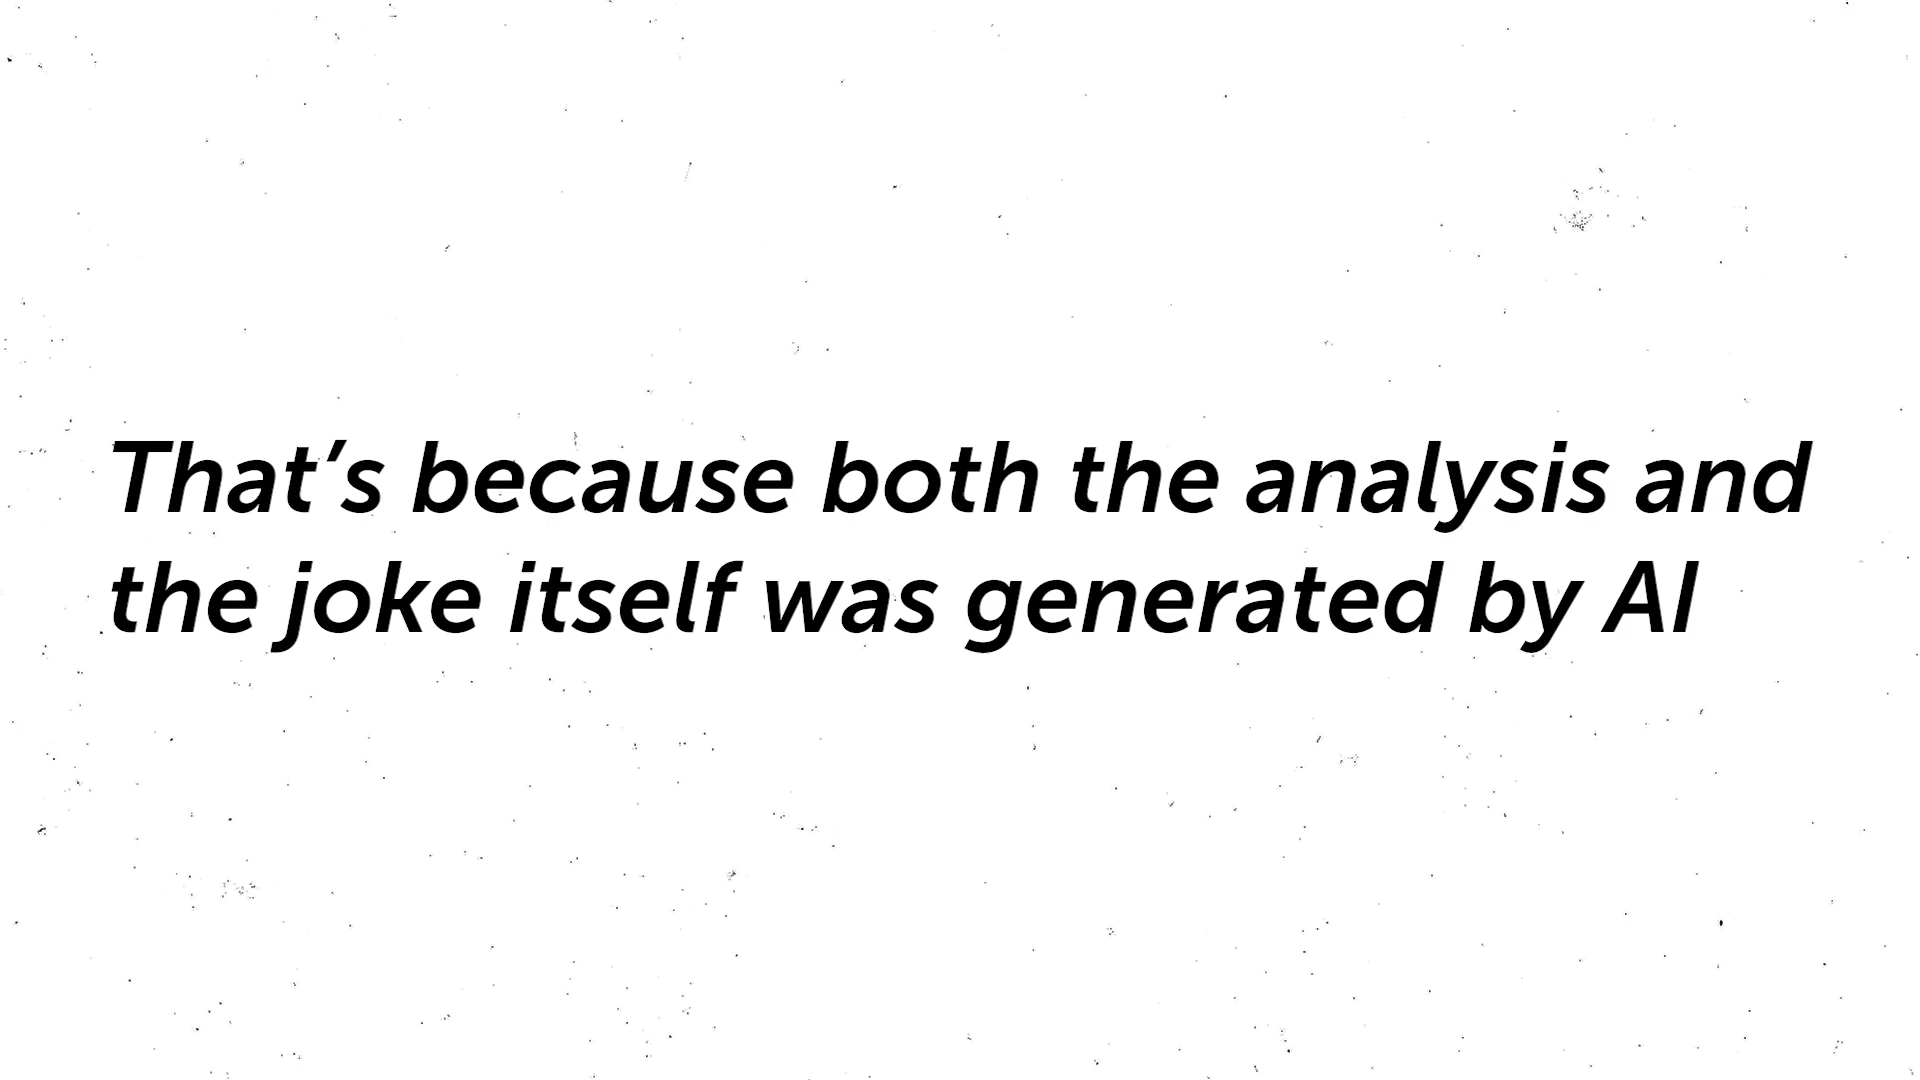 That’s because both the analysis and
the joke itself was generated by AI